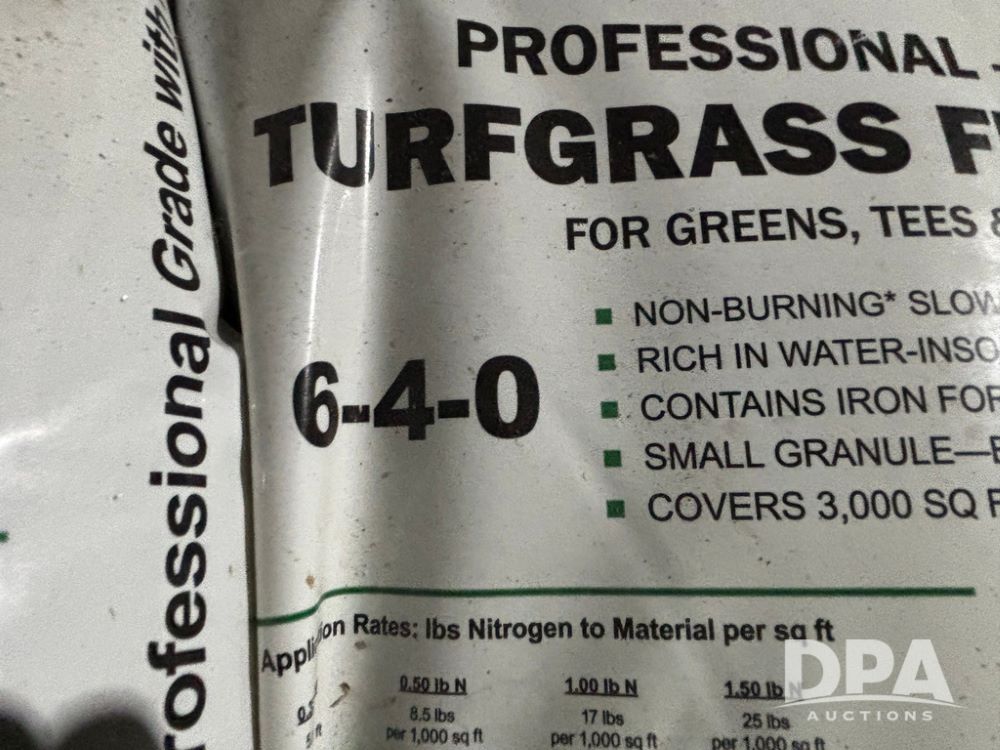 Professional Grade with
PROFESSIONAL
TURFGRASS
FOR GREENS, TEES &
6-4-0
NON-BURNING* SLOW
RICH IN WATER-INSO
CONTAINS IRON FOR
SMALL GRANULE—
COVERS 3,000 SQ F
Application Rates: lbs Nitrogen to Material per sq ft
0.50 lb N 1.00 lb N 1.50 lb N
8.5 lbs 17 lbs 25 lbs
per 1,000 sq ft per 1,000 sq ft per 1,000 sq ft
DPA
AUCTIONS